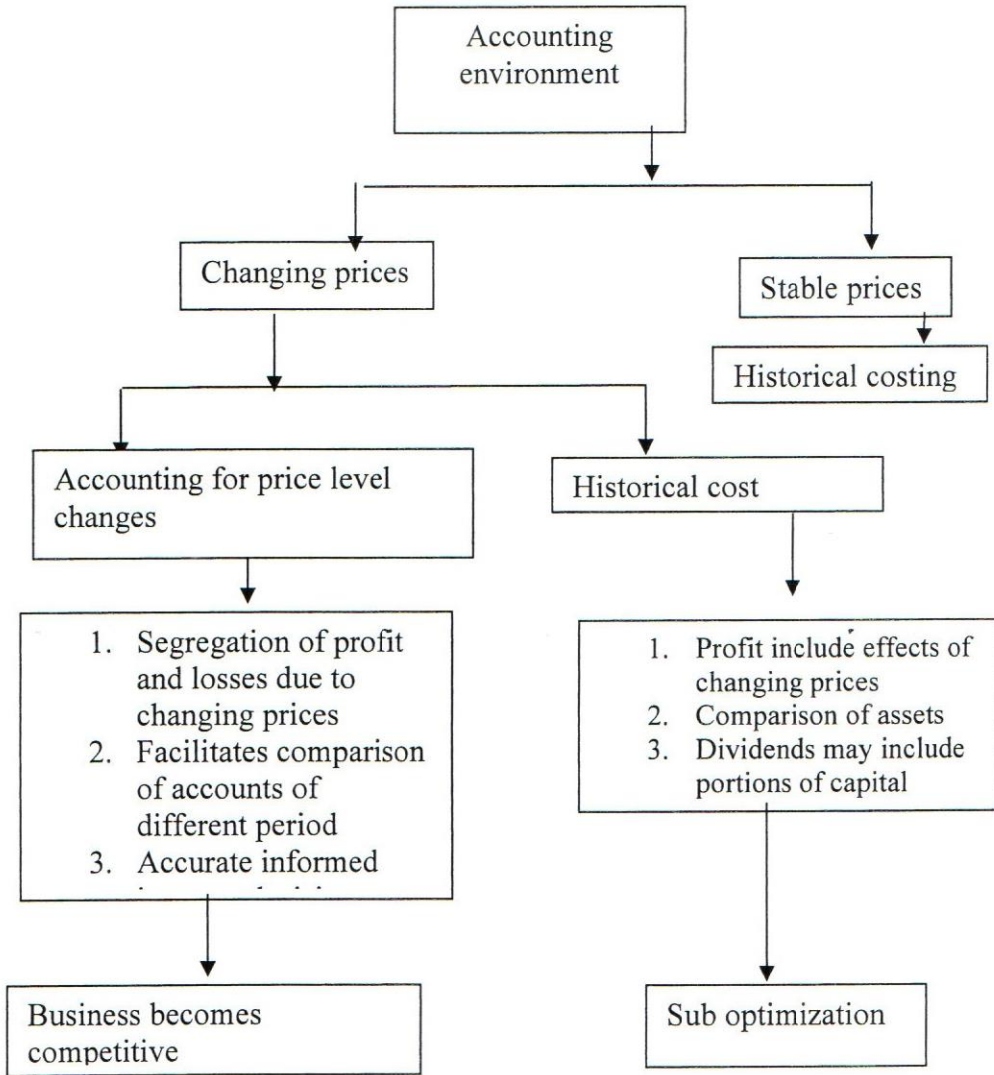 Accounting
environment
Changing prices
Stable prices
Historical costing
Accounting for price level
changes
Historical cost
1. Segregation of profit
and losses due to
changing prices
2. Facilitates comparison
of accounts of
different period
3. Accurate informed
1. Profit include effects of
changing prices
2. Comparison of assets
3. Dividends may include
portions of capital
Business becomes
competitive
Sub optimization